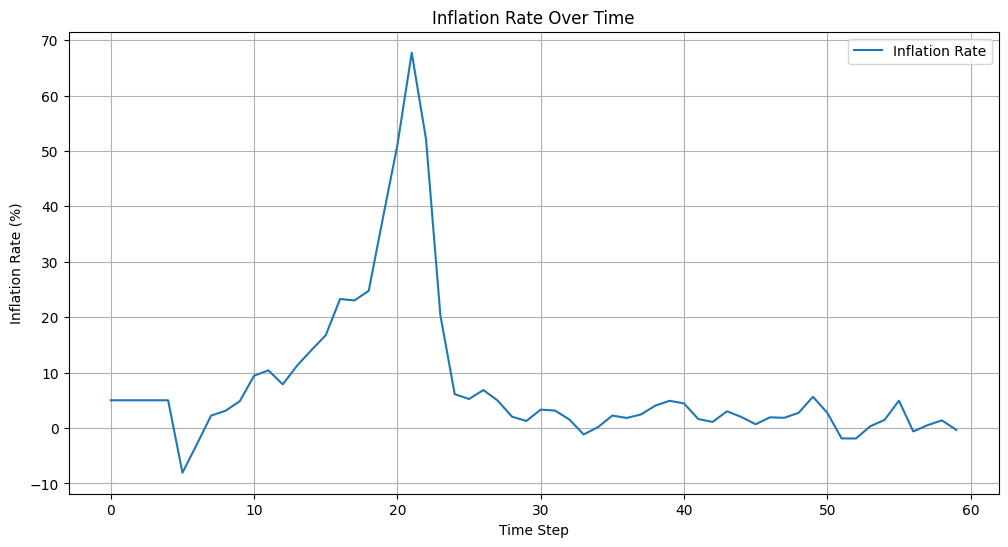 Inflation Rate Over Time
Inflation Rate
Inflation Rate (%)
70
60
50
40
30
20
10
0
−10
0 10 20 30 40 50 60
Time Step